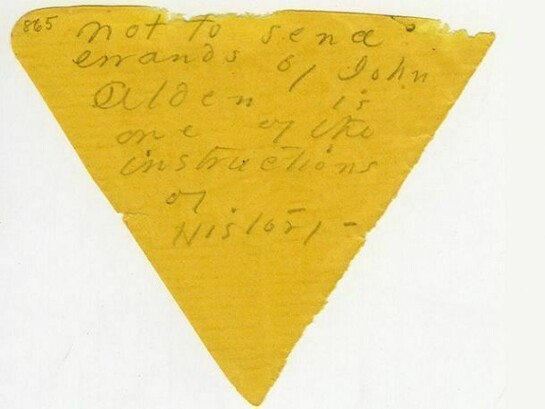 865
not to send
errands by John
Alden is
one of the
instructions
of
History -